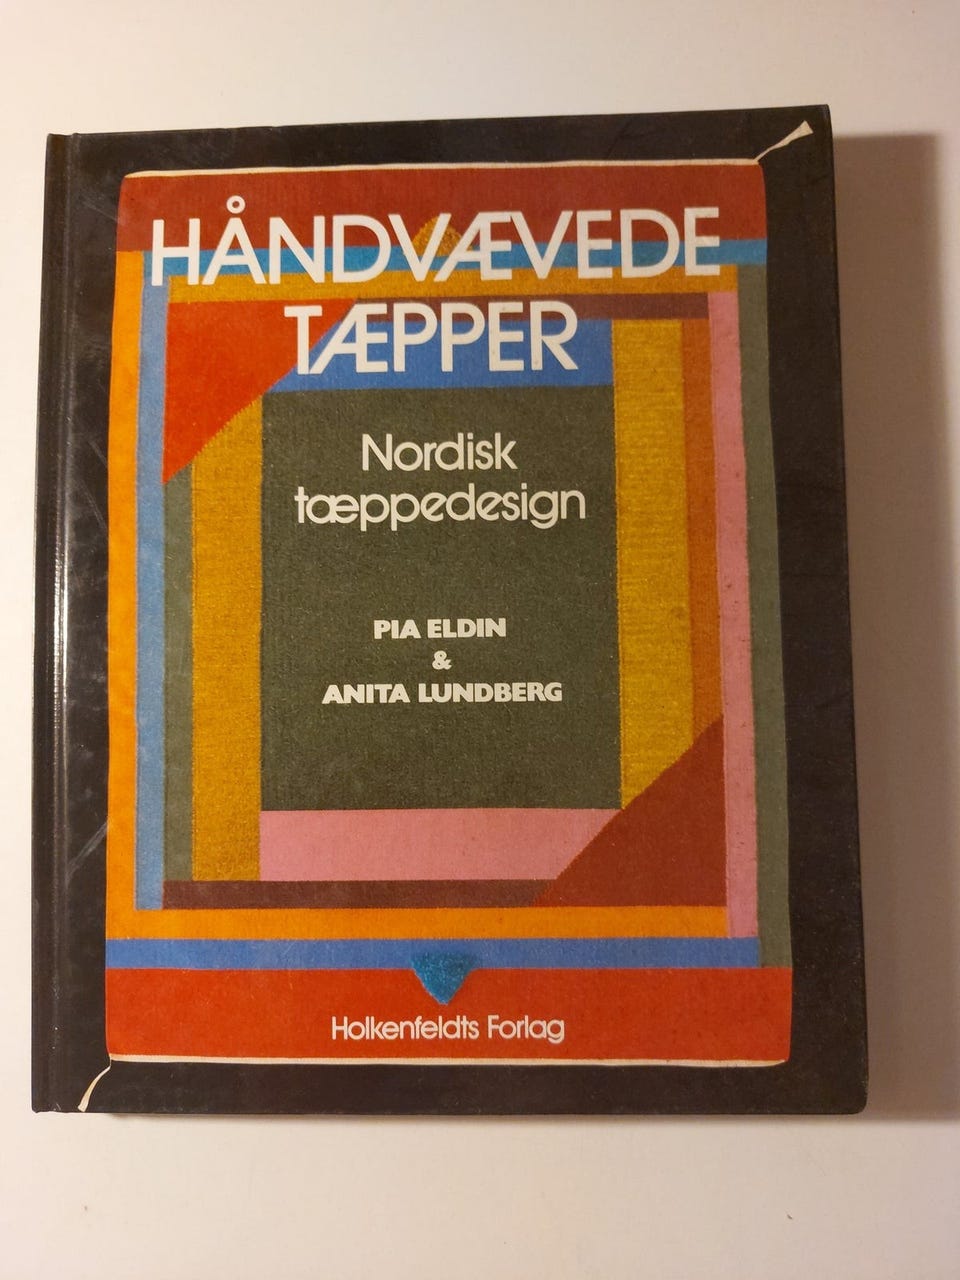 HÅNDVÆVEDE
TÆPPER
Nordisk
tæppedesign
PIA ELDIN
&
ANITA LUNDBERG
Holkenfeldts Forlag